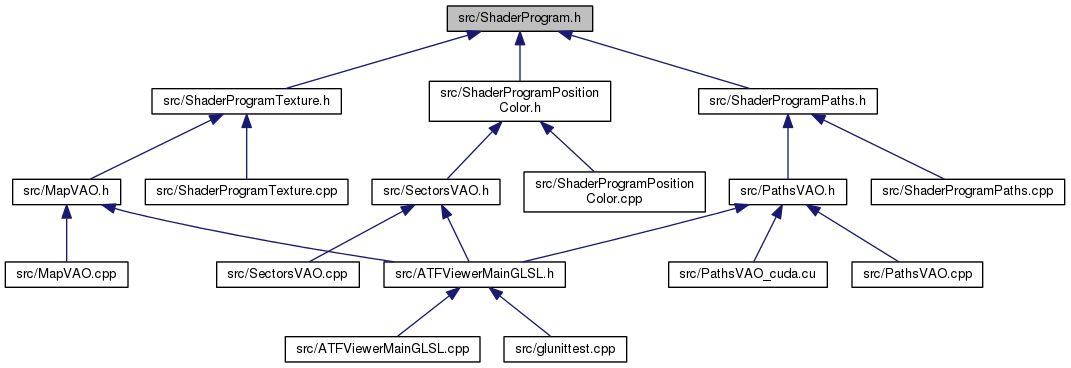 src/ShaderProgram.h
src/ShaderProgramTexture.h
src/ShaderProgramPosition
Color.h
src/ShaderProgramPaths.h
src/MapVAO.h
src/ShaderProgramTexture.cpp
src/SectorsVAO.h
src/ShaderProgramPosition
Color.cpp
src/PathsVAO.h
src/ShaderProgramPaths.cpp
src/MapVAO.cpp
src/SectorsVAO.cpp
src/ATFViewerMainGLSL.h
src/PathsVAO_cuda.cu
src/PathsVAO.cpp
src/ATFViewerMainGLSL.cpp
src/glunittest.cpp